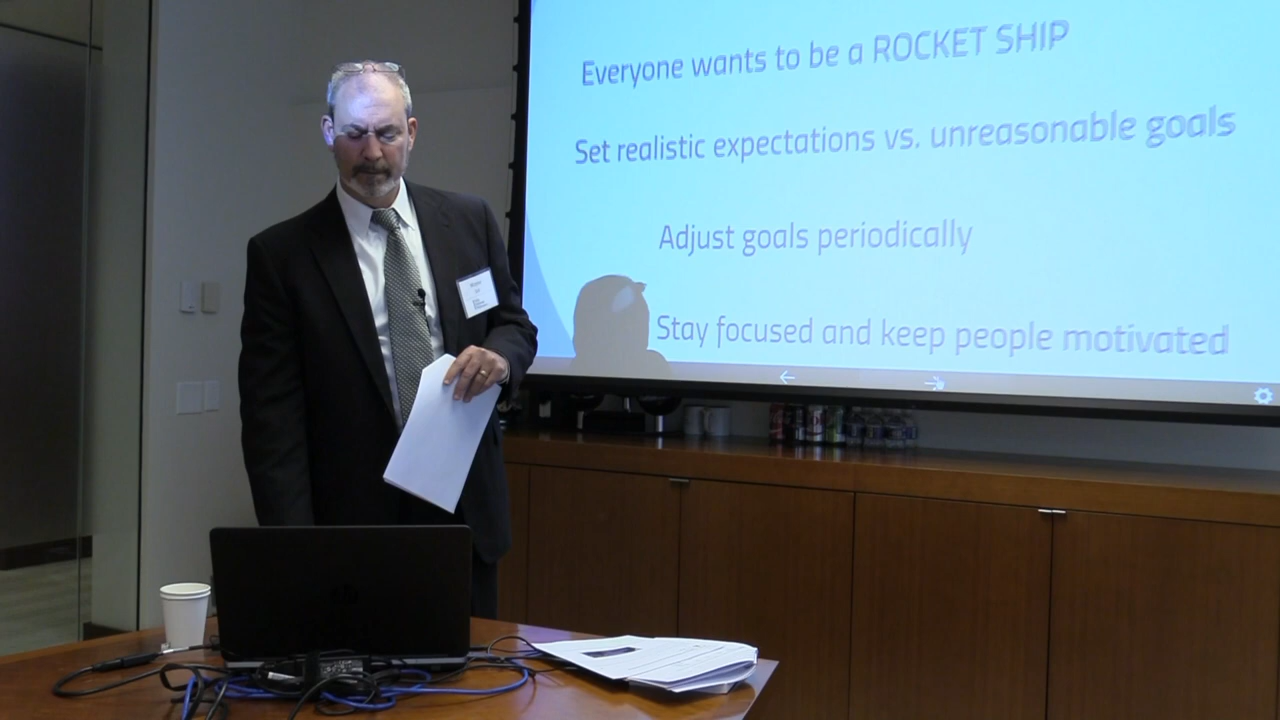 Everyone wants to be a ROCKET SHIP
Set realistic expectations vs. unreasonable goals
Adjust goals periodically
Stay focused and keep people motivated